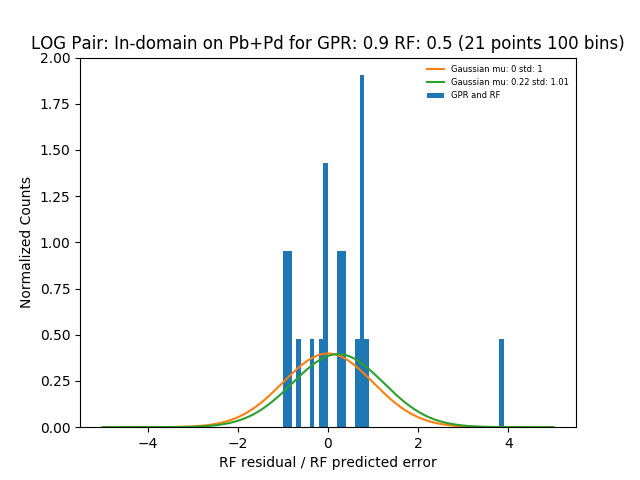 LOG Pair: In-domain on Pb+Pd for GPR: 0.9 RF: 0.5 (21 points 100 bins)
Gaussian mu: 0 std: 1
Gaussian mu: 0.22 std: 1.01
GPR and RF
Normalized Counts
2.00
1.75
1.50
1.25
1.00
0.75
0.50
0.25
0.00
−4
−2
0
2
4
RF residual / RF predicted error